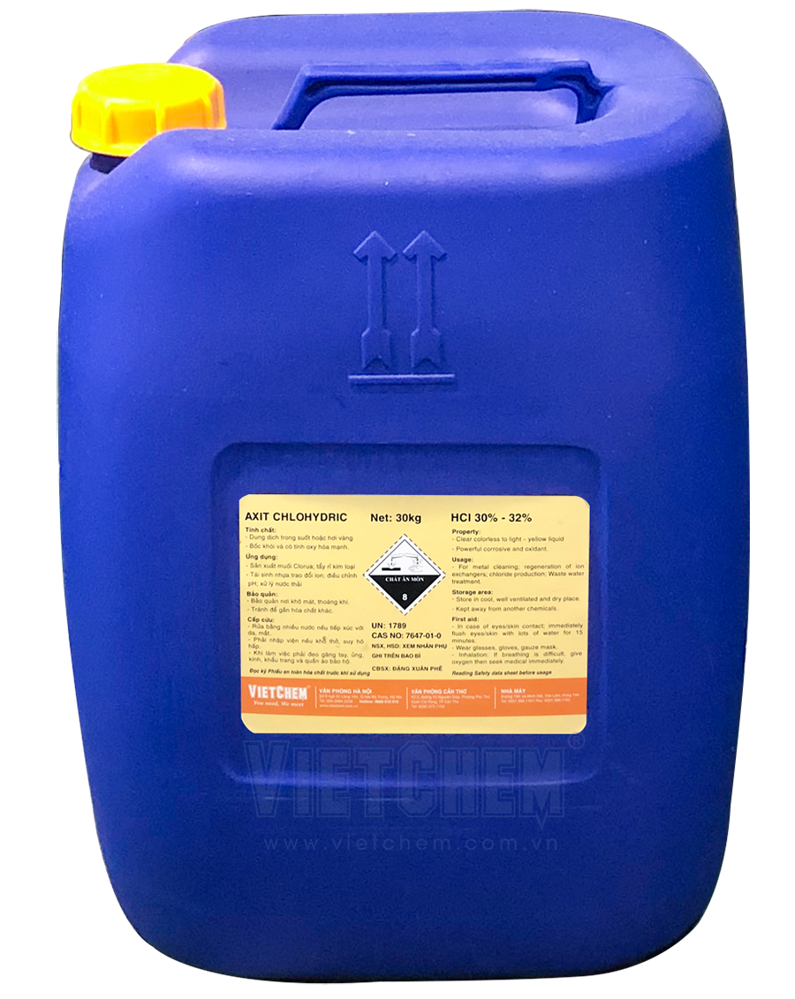 AXIT CHLOHYDRIC Net: 30kg HCl 30% - 32%
Tính chất:
- Dung dịch trong suốt hoặc hơi vàng.
- Bốc khói và có tính oxy hóa mạnh.
Ứng dụng:
- Sản xuất muối Clorua; tẩy rỉ kim loại
- Tái sinh nhựa trao đổi ion, điều chỉnh
pH; xử lý nước thải
Bảo quản:
- Bảo quản nơi khô mát, thoáng khí.
- Tránh để gần hóa chất khác.
Cấp cứu:
- Rửa bằng nhiều nước nếu tiếp xúc với
da, mắt.
- Phải nhập viện nếu khó thở, suy hô
hấp.
- Khi làm việc phải đeo găng tay, ủng,
kính, khẩu trang và quần áo bảo hộ.
Đọc kỹ Phiếu an toàn hóa chất trước khi sử dụng
CHẤT ĂN MÒN
8
UN: 1789
CAS NO: 7647-01-0
NSX, HSD: XEM NHÃN PHỤ
GHI TRÊN BAO BÌ
CBSX: ĐẶNG XUÂN PHÊ
Property:
- Clear colorless to light – yellow liquid
- Powerful corrosive and oxidant.
Usage:
- For metal cleaning; regeneration of ion
exchangers; chloride production; Waste water
treatment.
Storage area:
- Store in cool, well ventilated and dry place.
- Kept away from another chemicals.
First aid:
- In case of eyes/skin contact; immediately
flush eyes/skin with lots of water for 15
minutes.
- Wear glasses, gloves, gauze mask.
- Inhalation: If breathing is difficult, give
oxygen then seek medical immediately.
Reading Safety data sheet before usage
VIETCHEM
You need, We meet
VĂN PHÒNG HÀ NỘI
www.vietchem.com.vn
VĂN PHÒNG CẦN THƠ
NHÀ MÁY
VIETCHEM®
www.vietchem.com.vn